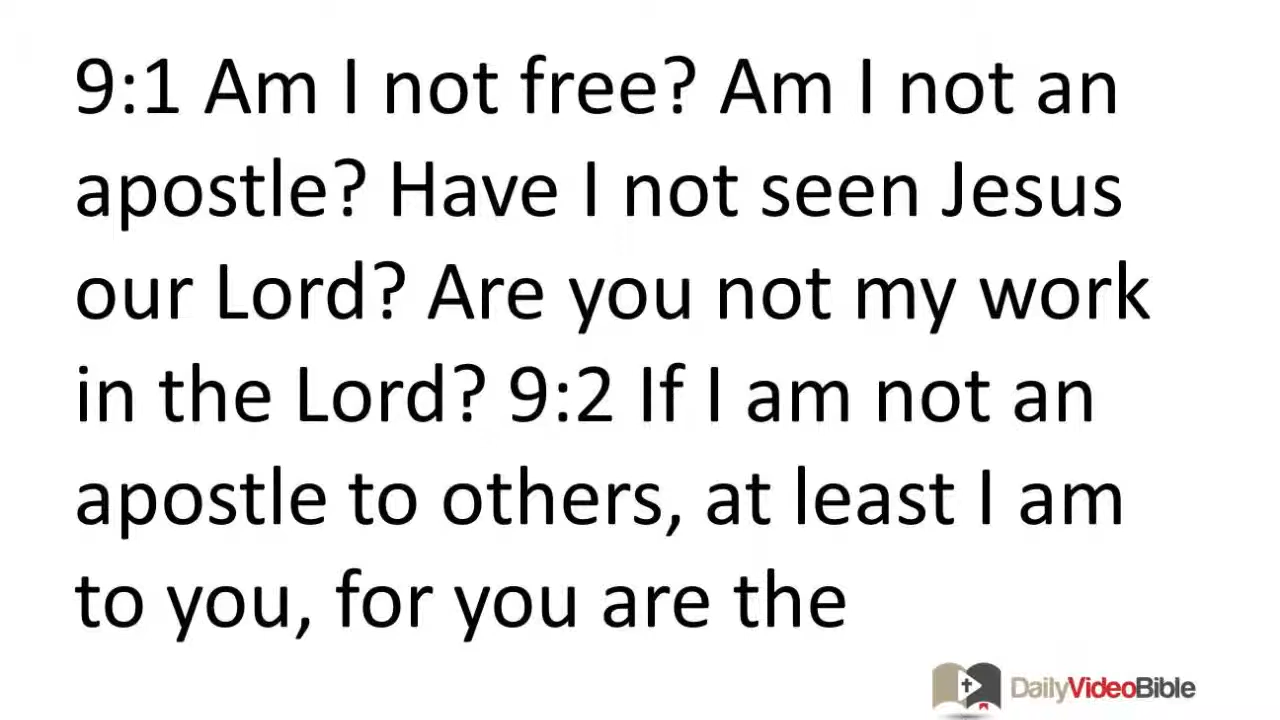 9:1 Am I not free? Am I not an
apostle? Have I not seen Jesus
our Lord? Are you not my work
in the Lord? 9:2 If I am not an
apostle to others, at least I am
to you, for you are the
DailyVideoBible